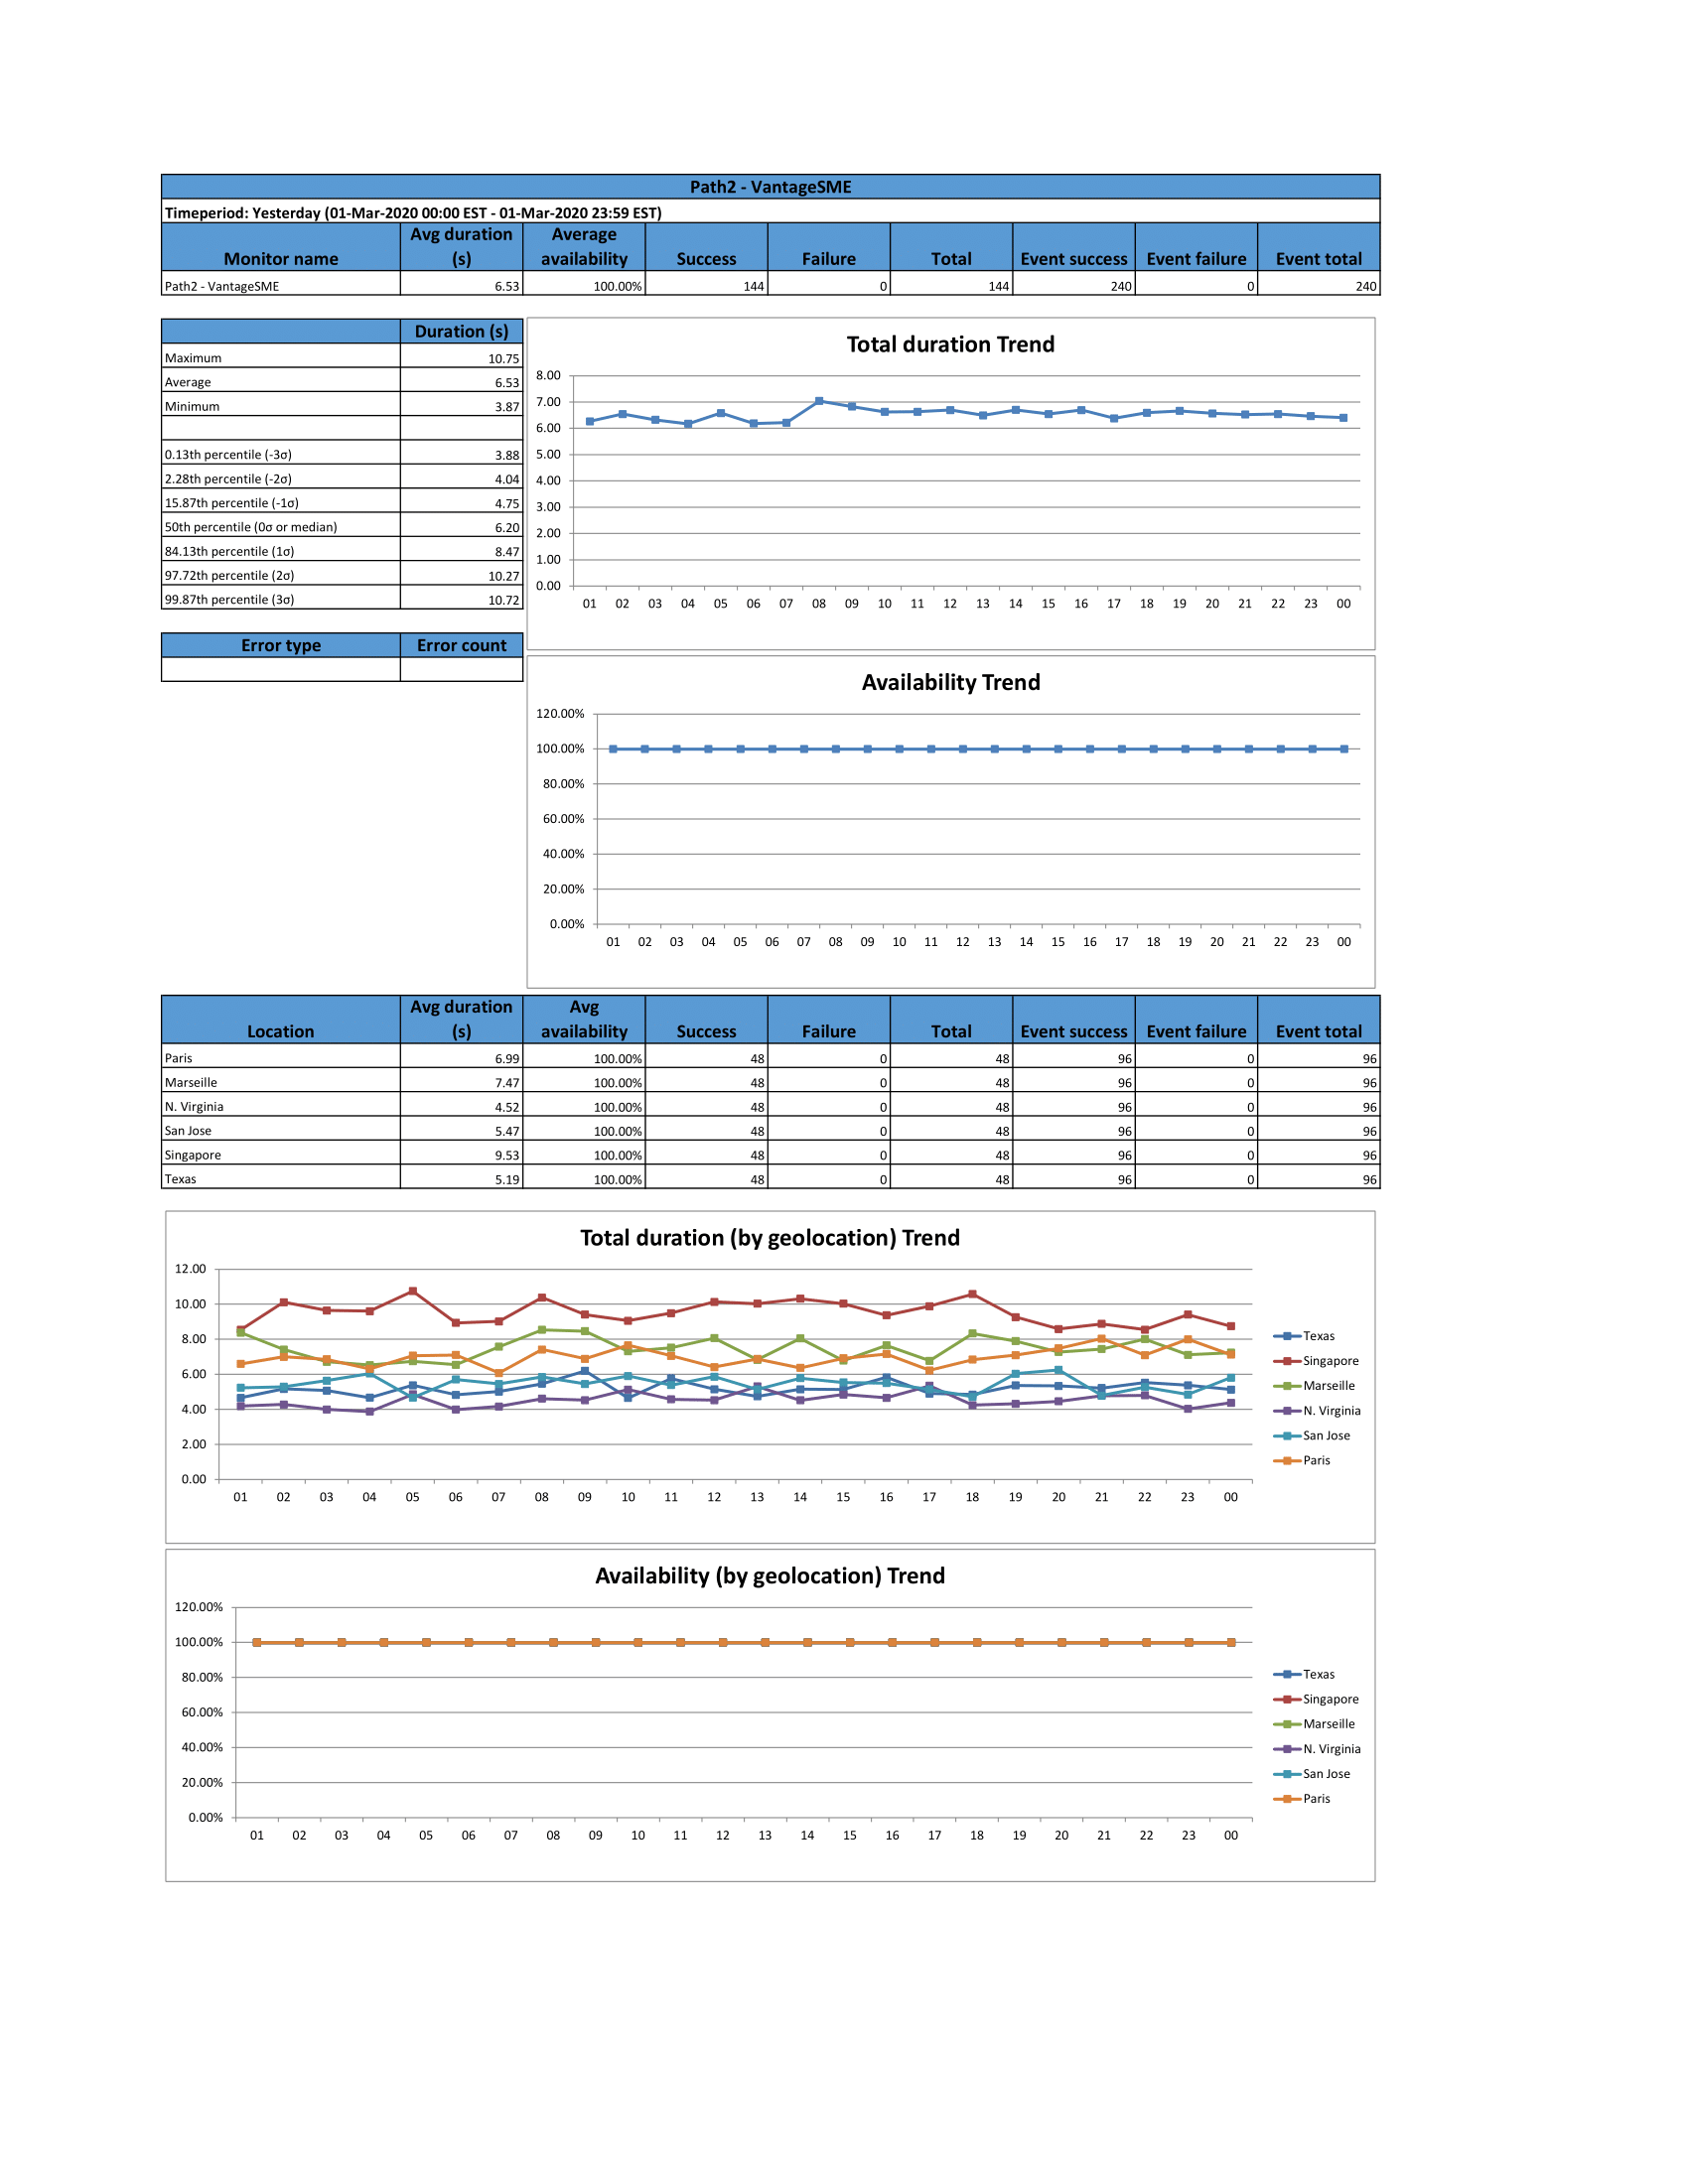 Path2 - VantageSME
Timeperiod: Yesterday (01-Mar-2020 00:00 EST - 01-Mar-2020 23:59 EST)
Monitor name Avg duration (s) Average availability Success Failure Total Event success Event failure Event total
Path2 - VantageSME 6.53 100.00% 144 0 144 240 0 240
Duration (s)
Maximum 10.75
Average 6.53
Minimum 3.87
0.13th percentile (-3σ) 3.88
2.28th percentile (-2σ) 4.04
15.87th percentile (-1σ) 4.75
50th percentile (0σ or median) 6.20
84.13th percentile (1σ) 8.47
97.72th percentile (2σ) 10.27
99.87th percentile (3σ) 10.72
Error type Error count
Total duration Trend
8.00
7.00
6.00
5.00
4.00
3.00
2.00
1.00
0.00
01 02 03 04 05 06 07 08 09 10 11 12 13 14 15 16 17 18 19 20 21 22 23 00
Availability Trend
120.00%
100.00%
80.00%
60.00%
40.00%
20.00%
0.00%
01 02 03 04 05 06 07 08 09 10 11 12 13 14 15 16 17 18 19 20 21 22 23 00
Location Avg duration (s) Avg availability Success Failure Total Event success Event failure Event total
Paris 6.99 100.00% 48 0 48 96 0 96
Marseille 7.47 100.00% 48 0 48 96 0 96
N. Virginia 4.52 100.00% 48 0 48 96 0 96
San Jose 5.47 100.00% 48 0 48 96 0 96
Singapore 9.53 100.00% 48 0 48 96 0 96
Texas 5.19 100.00% 48 0 48 96 0 96
Total duration (by geolocation) Trend
12.00
10.00
8.00
6.00
4.00
2.00
0.00
01 02 03 04 05 06 07 08 09 10 11 12 13 14 15 16 17 18 19 20 21 22 23 00
Texas
Singapore
Marseille
N. Virginia
San Jose
Paris
Availability (by geolocation) Trend
120.00%
100.00%
80.00%
60.00%
40.00%
20.00%
0.00%
01 02 03 04 05 06 07 08 09 10 11 12 13 14 15 16 17 18 19 20 21 22 23 00
Texas
Singapore
Marseille
N. Virginia
San Jose
Paris